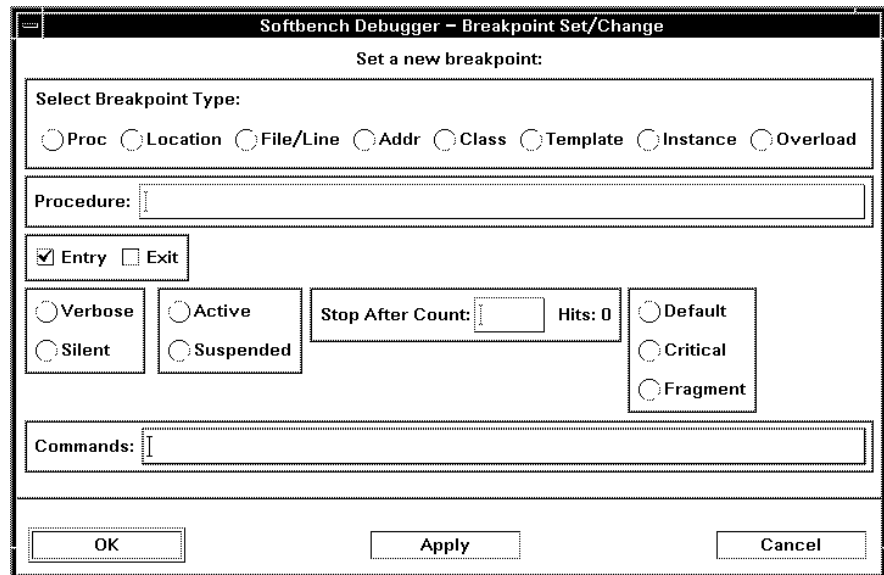 Softbench Debugger – Breakpoint Set/Change
Set a new breakpoint:
Select Breakpoint Type:
Proc Location File/Line Addr Class Template Instance Overload
Procedure:
Entry Exit
Verbose
Silent
Active
Suspended
Stop After Count: Hits: 0
Default
Critical
Fragment
Commands:
OK Apply Cancel